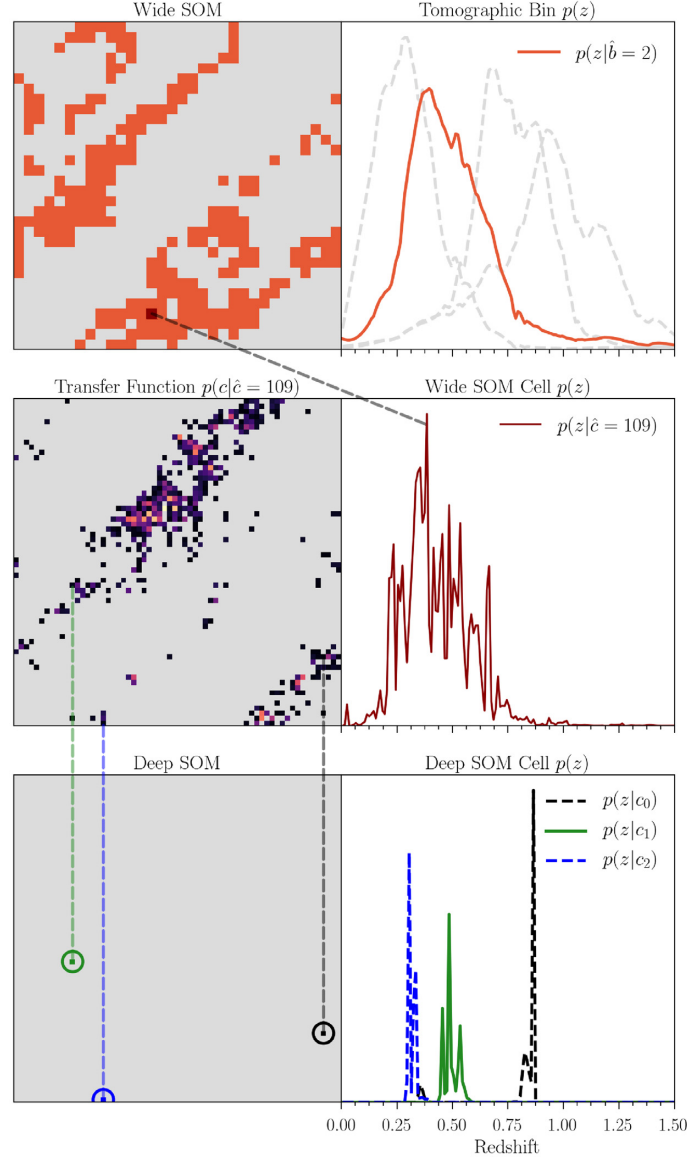 Wide SOM
Tomographic Bin p(z)
p(z|b̂ = 2)
Transfer Function p(c|ĉ = 109)
Wide SOM Cell p(z)
p(z|ĉ = 109)
Deep SOM
Deep SOM Cell p(z)
p(z|c₀)
p(z|c₁)
p(z|c₂)
0.00 0.25 0.50 0.75 1.00 1.25 1.50
Redshift